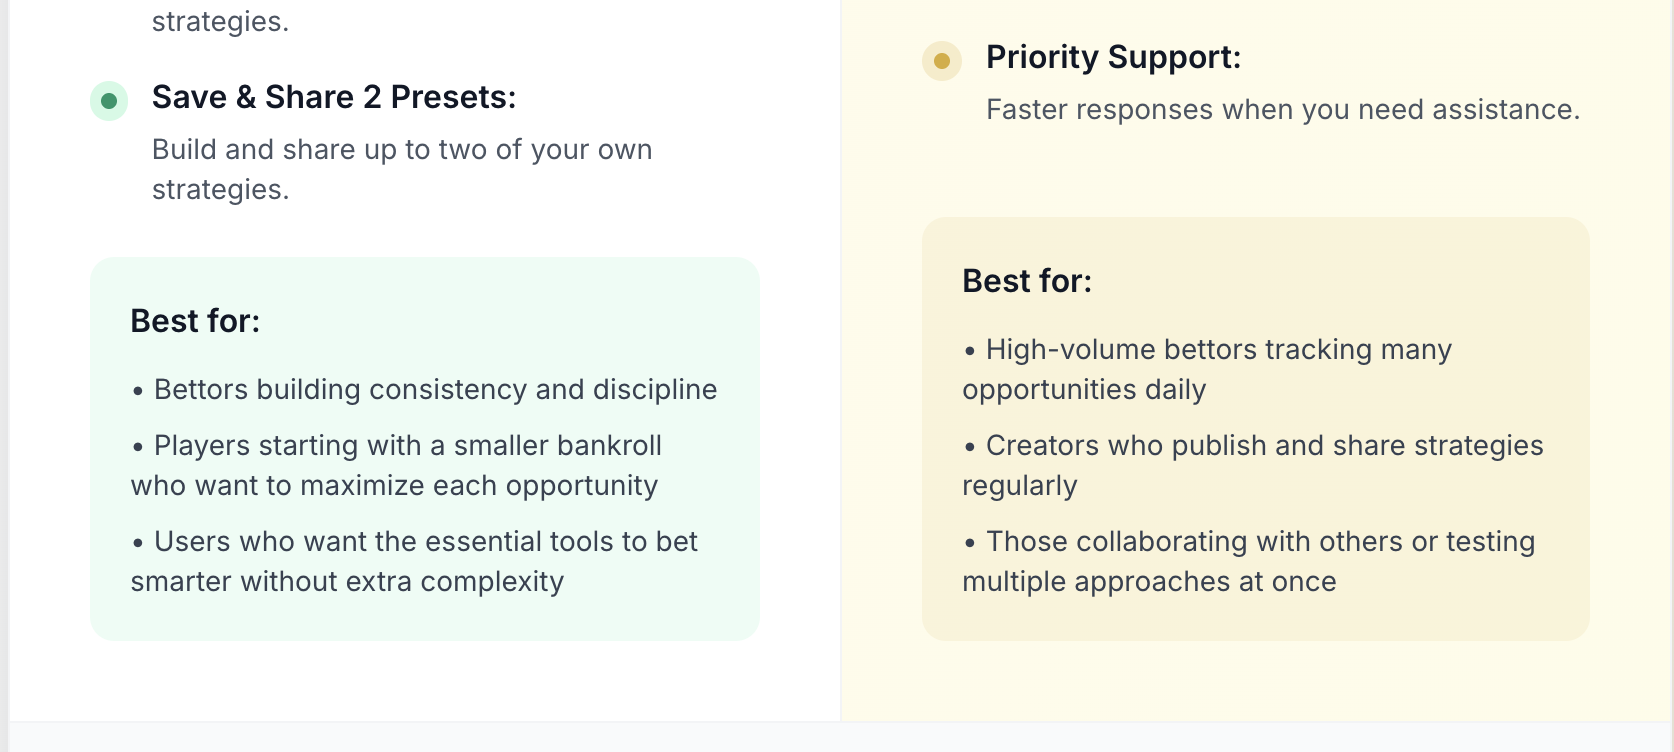 strategies.
Save & Share 2 Presets:
Build and share up to two of your own
strategies.
Best for:
• Bettors building consistency and discipline
• Players starting with a smaller bankroll
who want to maximize each opportunity
• Users who want the essential tools to bet
smarter without extra complexity
Priority Support:
Faster responses when you need assistance.
Best for:
• High-volume bettors tracking many
opportunities daily
• Creators who publish and share strategies
regularly
• Those collaborating with others or testing
multiple approaches at once